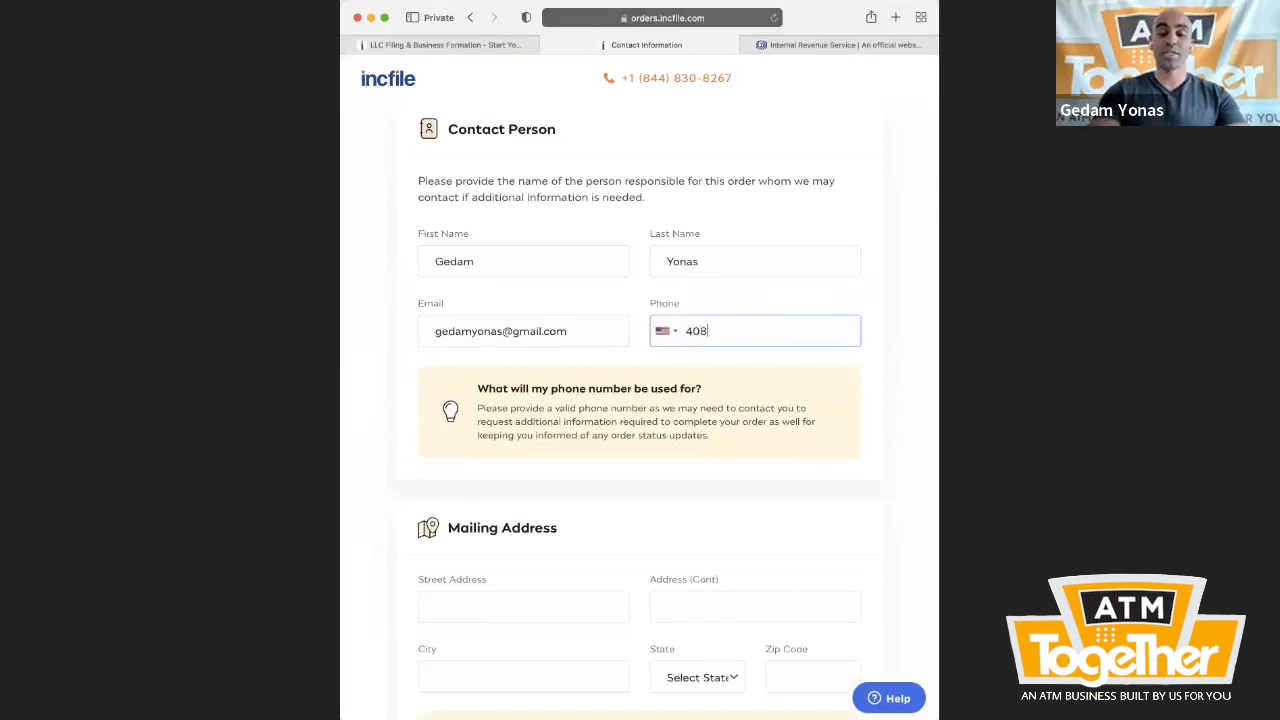 Private
orders.incfile.com
LLC Filing & Business Formation - Start Yo...
Contact Information
Internal Revenue Service | An official webs...
incfile
+1 (844) 830-8267
Contact Person
Please provide the name of the person responsible for this order whom we may
contact if additional information is needed.
First Name
Last Name
Gedam
Yonas
Email
Phone
gedamyonas@gmail.com
408
What will my phone number be used for?
Please provide a valid phone number as we may need to contact you to
request additional information required to complete your order as well for
keeping you informed of any order status updates.
Mailing Address
Street Address
Address (Cont)
City
State
Zip Code
Select State
Help
ATM
Together
Gedam Yonas
ATM
Together
AN ATM BUSINESS BUILT BY US FOR YOU